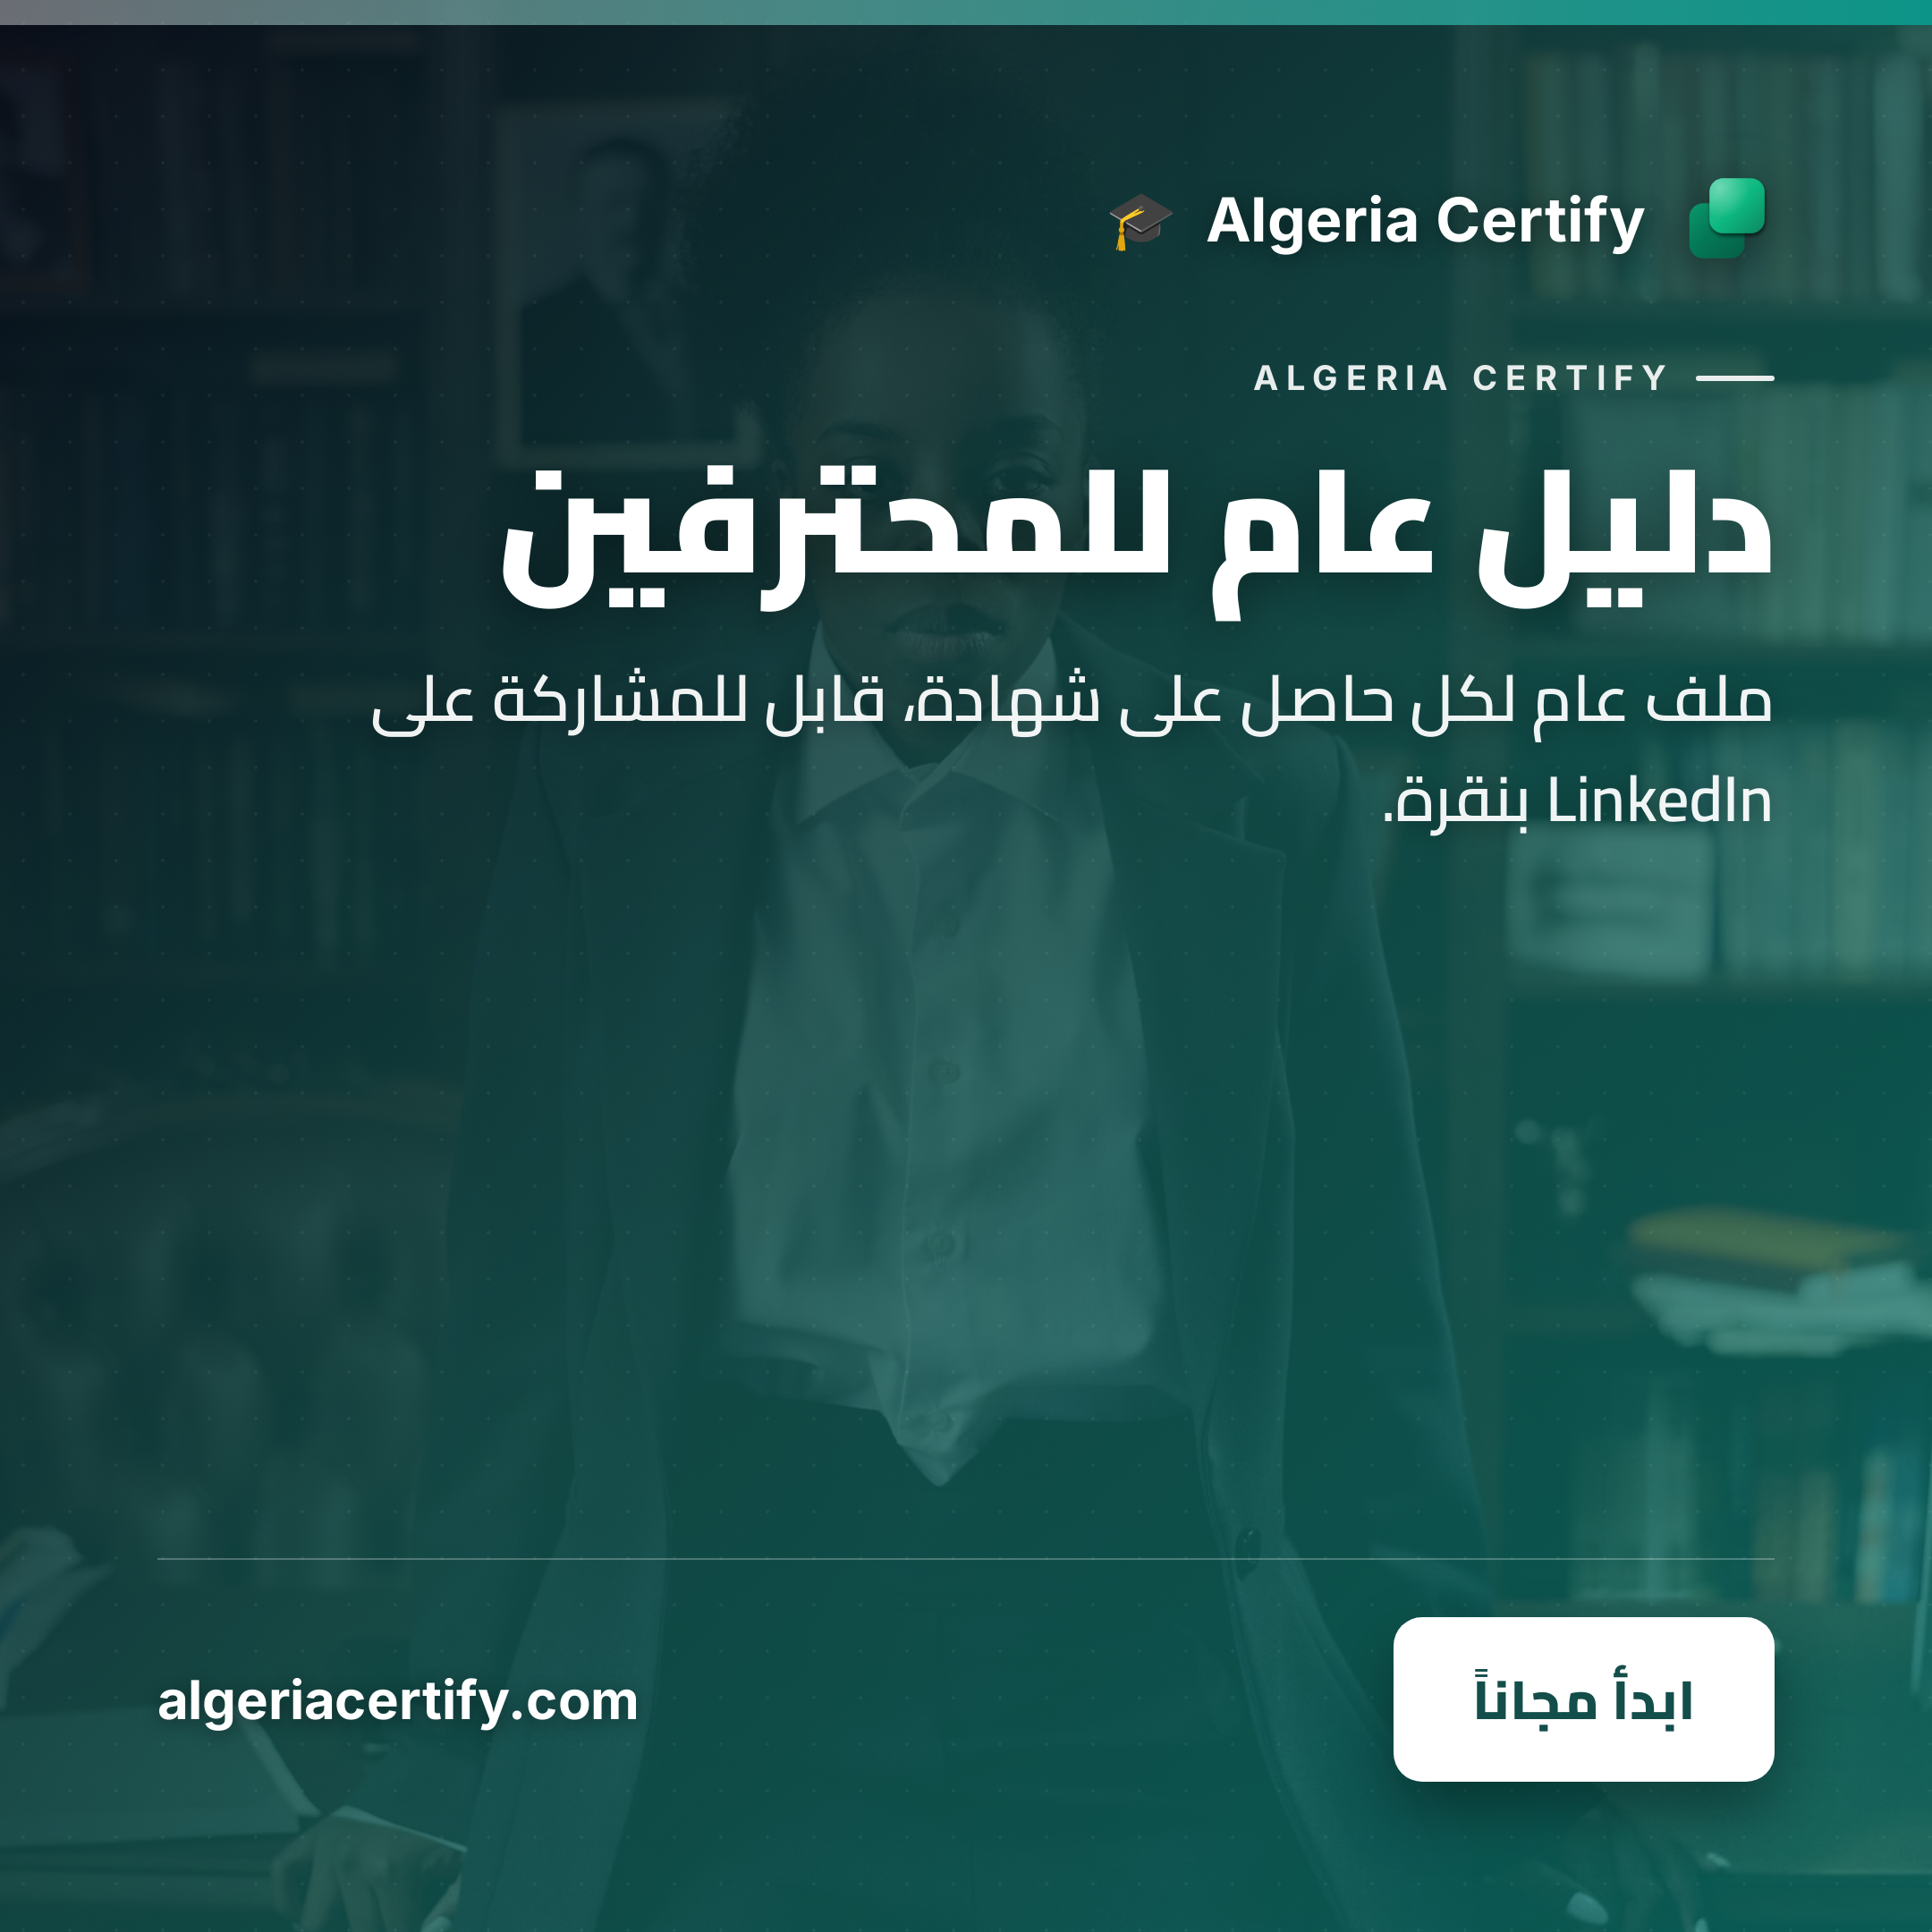 Algeria Certify 🎓
ALGERIA CERTIFY
دليل عام للمحترفين
ملف عام لكل حاصل على شهادة، قابل للمشاركة على
LinkedIn بنقرة.
ابدأ مجاناً
algeriacertify.com